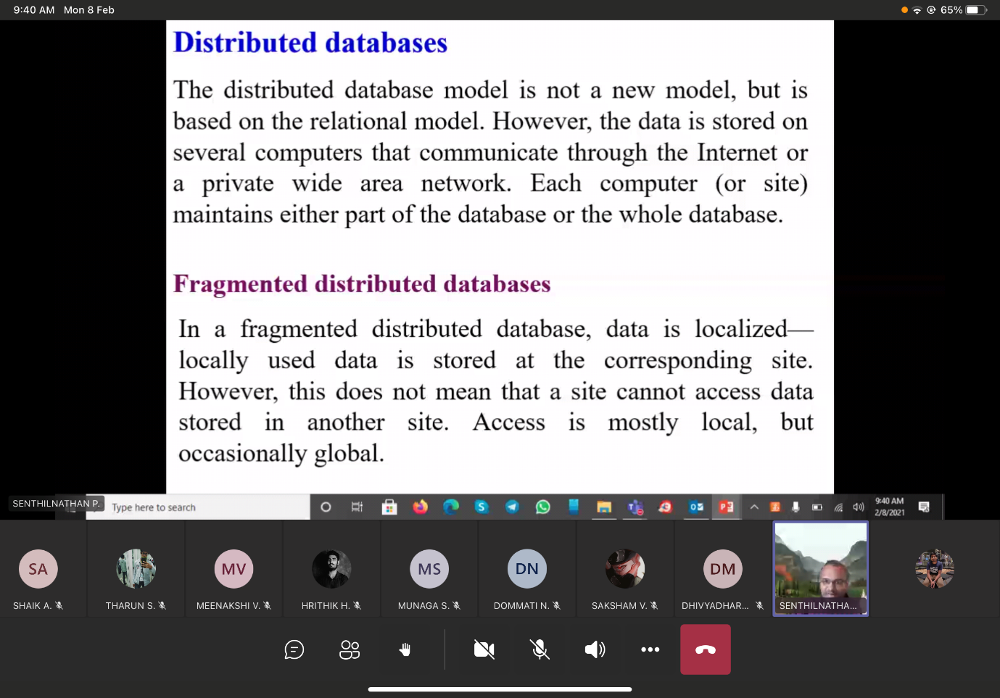 9:40 AM Mon 8 Feb
65%
Distributed databases
The distributed database model is not a new model, but is
based on the relational model. However, the data is stored on
several computers that communicate through the Internet or
a private wide area network. Each computer (or site)
maintains either part of the database or the whole database.
Fragmented distributed databases
In a fragmented distributed database, data is localized—
locally used data is stored at the corresponding site.
However, this does not mean that a site cannot access data
stored in another site. Access is mostly local, but
occasionally global.
SENTHILNATHAN P.
Type here to search
9:40 AM
2/8/2021
SA
MV
MS
DN
DM
SHAIK A.
THARUN S.
MEENAKSHI V.
HRITHIK H.
MUNAGA S.
DOMMATI N.
SAKSHAM V.
DHIVYADHAR...
SENTHILNATHA...